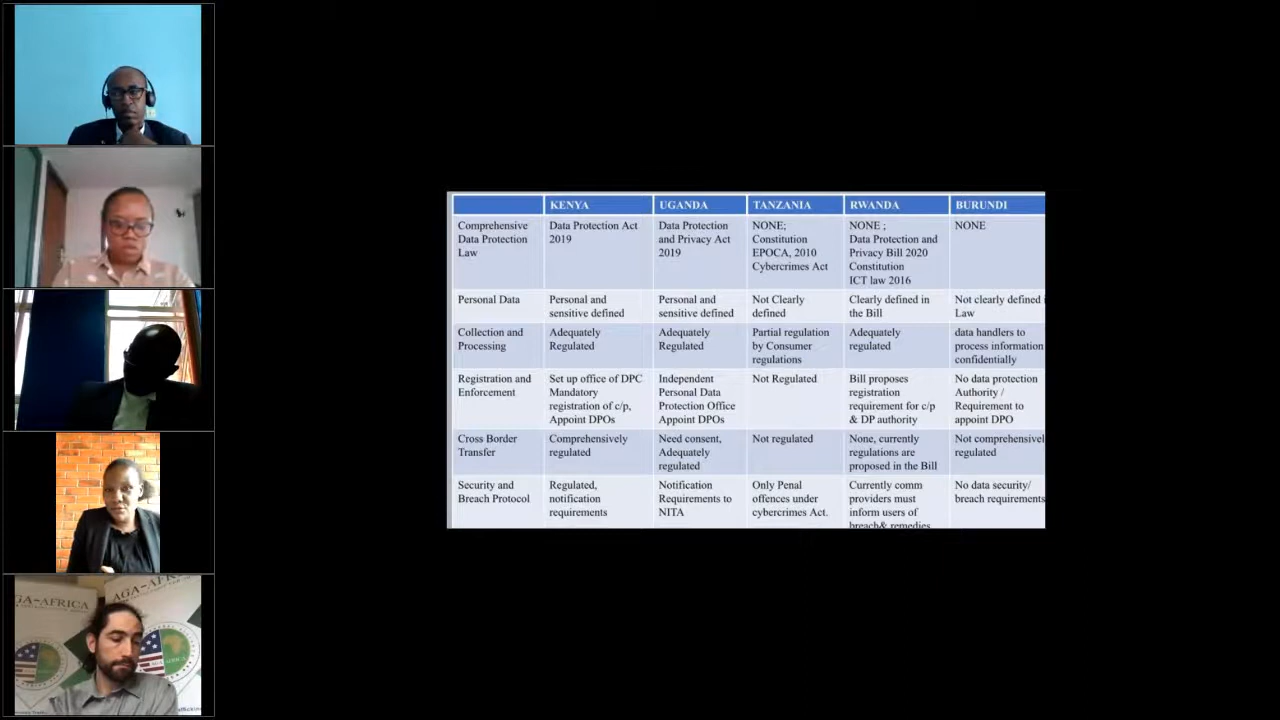 KENYA UGANDA TANZANIA RWANDA BURUNDI
Comprehensive
Data Protection
Law
Data Protection Act
2019
Data Protection
and Privacy Act
2019
NONE;
Constitution
EPOCA, 2010
Cybercrimes Act
NONE ;
Data Protection and
Privacy Bill 2020
Constitution
ICT law 2016
NONE
Personal Data
Personal and
sensitive defined
Personal and
sensitive defined
Not Clearly
defined
Clearly defined in
the Bill
Not clearly defined
Law
Collection and
Processing
Adequately
Regulated
Adequately
Regulated
Partial regulation
by Consumer
regulations
Adequately
regulated
data handlers to
process information
confidentially
Registration and
Enforcement
Set up office of DPC
Mandatory
registration of c/p,
Appoint DPOs
Independent
Personal Data
Protection Office
Appoint DPOs
Not Regulated
Bill proposes
registration
requirement for c/p
& DP authority
No data protection
Authority /
Requirement to
appoint DPO
Cross Border
Transfer
Comprehensively
regulated
Need consent,
Adequately
regulated
Not regulated
None, currently
regulations are
proposed in the Bill
Not comprehensivel
regulated
Security and
Breach Protocol
Regulated,
notification
requirements
Notification
Requirements to
NITA
Only Penal
offences under
cybercrimes Act.
Currently comm
providers must
inform users of
breach& remedies
No data security/
breach requirements
GA-AFRICA
AGA-AFRICA
AGA AFRICA